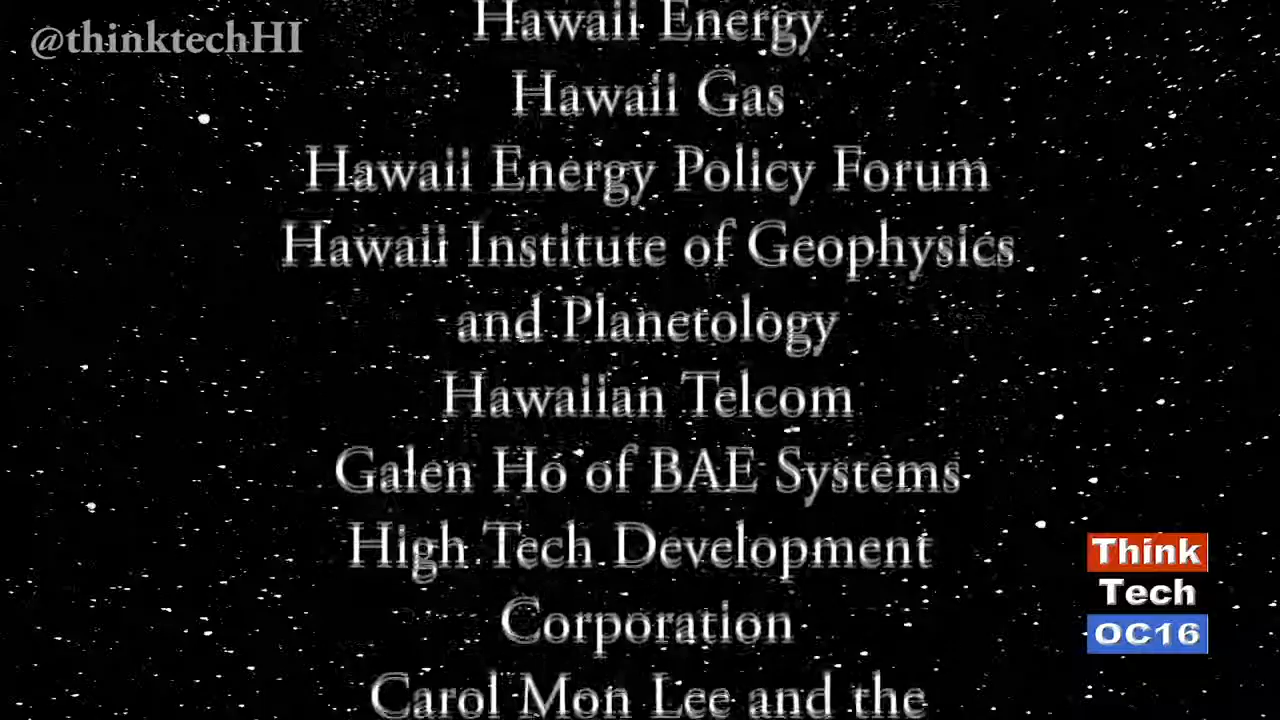 @thinktechHI
Hawaii Energy
Hawaii Gas
Hawaii Energy Policy Forum
Hawaii Institute of Geophysics
and Planetology
Hawaiian Telcom
Galen Ho of BAE Systems
High Tech Development
Corporation
Carol Mon Lee and the
Think
Tech
OC16